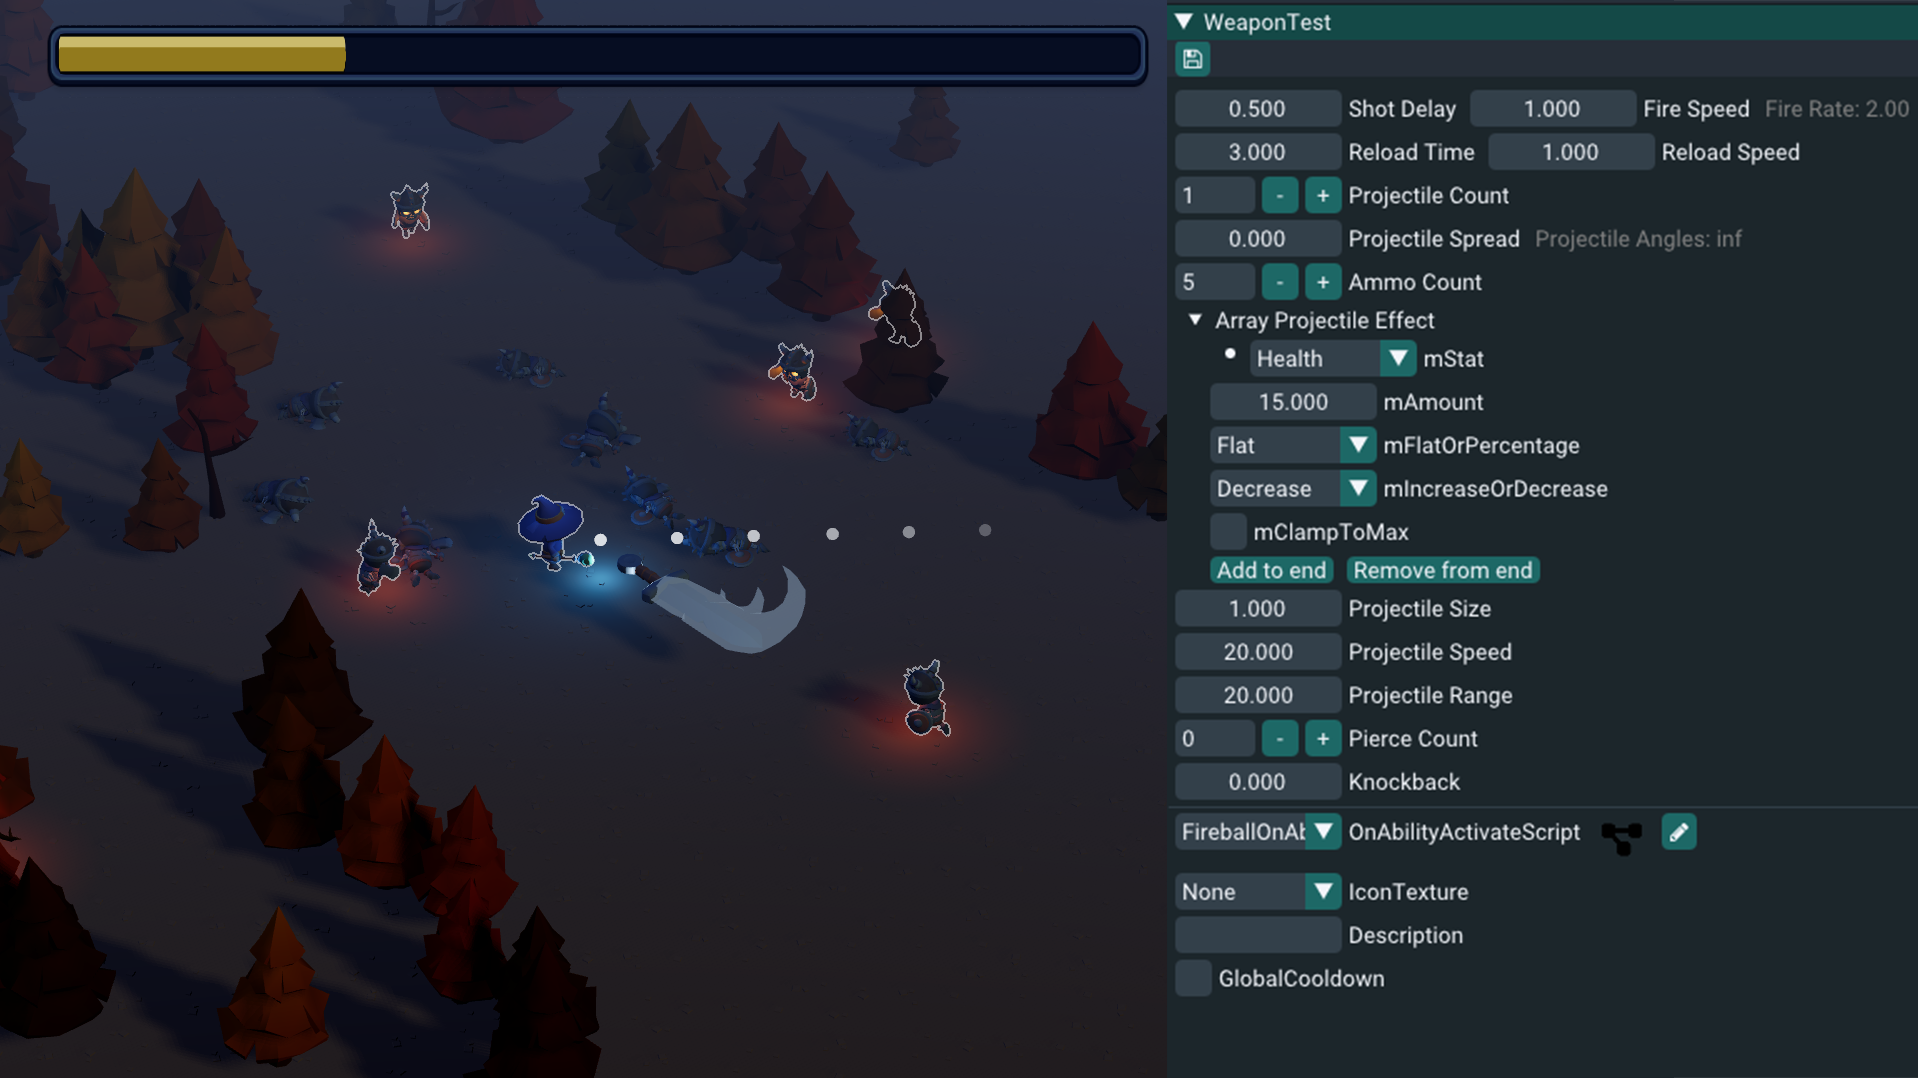 WeaponTest
0.500 Shot Delay 1.000 Fire Speed Fire Rate: 2.00
3.000 Reload Time 1.000 Reload Speed
1 - + Projectile Count
0.000 Projectile Spread Projectile Angles: inf
5 - + Ammo Count
Array Projectile Effect
Health mStat
15.000 mAmount
Flat mFlatOrPercentage
Decrease mIncreaseOrDecrease
mClampToMax
Add to end Remove from end
1.000 Projectile Size
20.000 Projectile Speed
20.000 Projectile Range
0 - + Pierce Count
0.000 Knockback
FireballOnAb OnAbilityActivateScript
None IconTexture
Description
GlobalCooldown